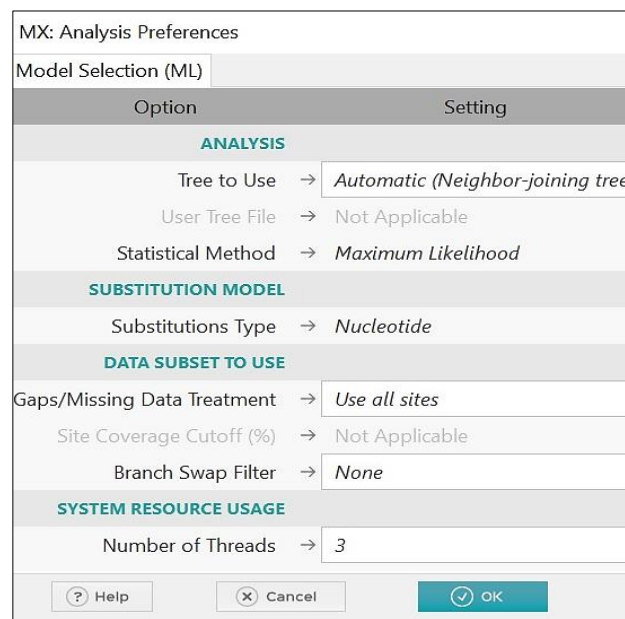 MX: Analysis Preferences
Model Selection (ML)
Option Setting
ANALYSIS
Tree to Use → Automatic (Neighbor-joining tree
User Tree File → Not Applicable
Statistical Method → Maximum Likelihood
SUBSTITUTION MODEL
Substitutions Type → Nucleotide
DATA SUBSET TO USE
Gaps/Missing Data Treatment → Use all sites
Site Coverage Cutoff (%) → Not Applicable
Branch Swap Filter → None
SYSTEM RESOURCE USAGE
Number of Threads → 3
? Help Cancel OK